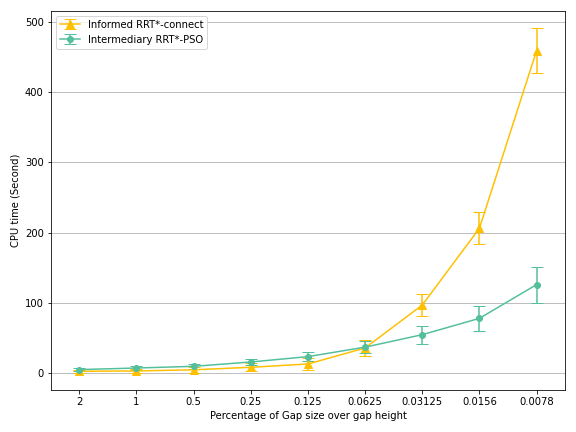 Informed RRT*-connect
Intermediary RRT*-PSO
500
400
300
200
100
0
CPU time (Second)
2 1 0.5 0.25 0.125 0.0625 0.03125 0.0156 0.0078
Percentage of Gap size over gap height